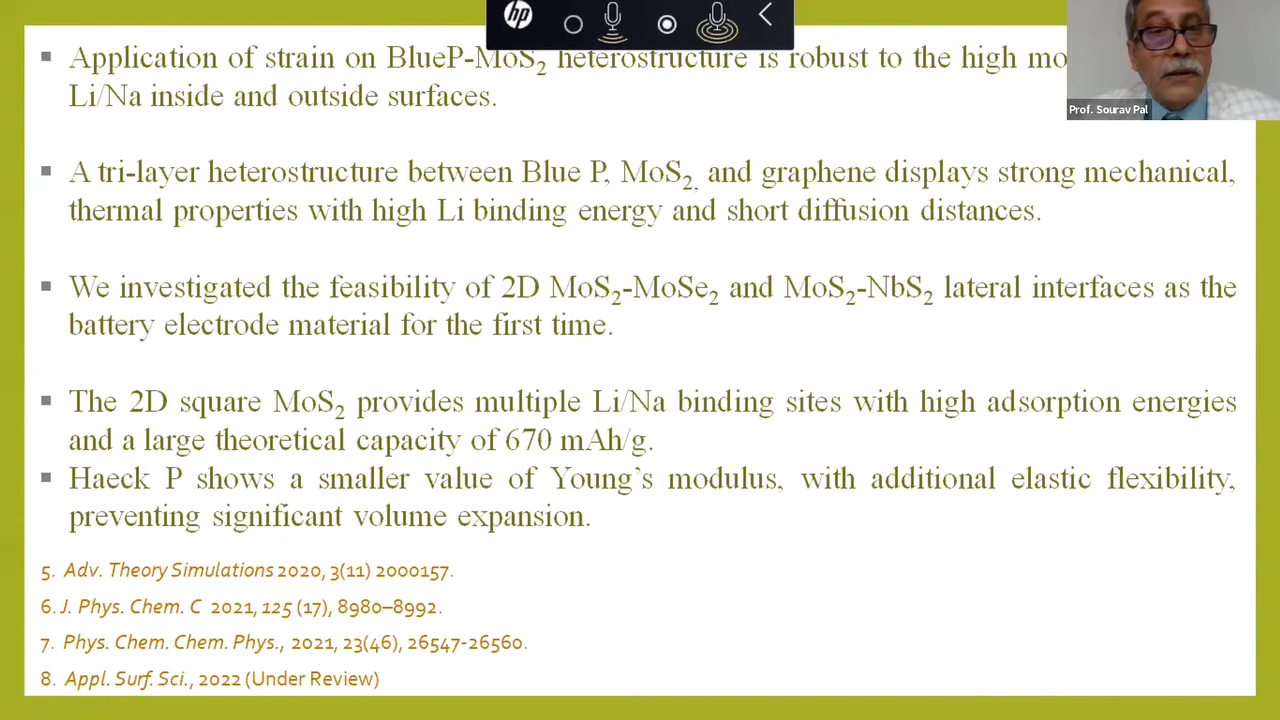 hp
▪ Application of strain on BlueP-MoS₂ heterostructure is robust to the high
Li/Na inside and outside surfaces.
Prof. Sourav Pal
▪ A tri-layer heterostructure between Blue P, MoS₂, and graphene displays strong mechanical,
thermal properties with high Li binding energy and short diffusion distances.
▪ We investigated the feasibility of 2D MoS₂-MoSe₂ and MoS₂-NbS₂ lateral interfaces as the
battery electrode material for the first time.
▪ The 2D square MoS₂ provides multiple Li/Na binding sites with high adsorption energies
and a large theoretical capacity of 670 mAh/g.
▪ Haeck P shows a smaller value of Young's modulus, with additional elastic flexibility,
preventing significant volume expansion.
5. Adv. Theory Simulations 2020, 3(11) 2000157.
6. J. Phys. Chem. C 2021, 125 (17), 8980–8992.
7. Phys. Chem. Chem. Phys., 2021, 23(46), 26547-26560.
8. Appl. Surf. Sci., 2022 (Under Review)